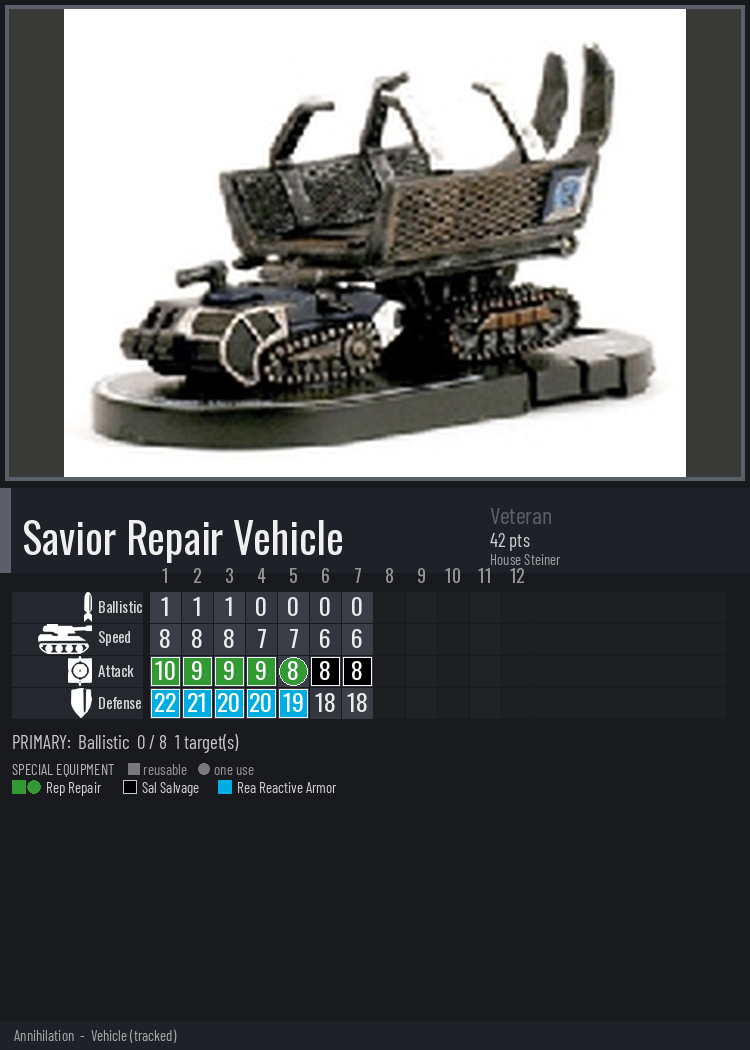 Savior Repair Vehicle
Veteran
42 pts
House Steiner
1 2 3 4 5 6 7 8 9 10 11 12
Ballistic 1 1 1 0 0 0 0
Speed 8 8 8 7 7 6 6
Attack 10 9 9 9 8 8 8
Defense 22 21 20 20 19 18 18
PRIMARY: Ballistic 0 / 8 1 target(s)
SPECIAL EQUIPMENT reusable one use
Rep Repair Sal Salvage Rea Reactive Armor
Annihilation - Vehicle (tracked)